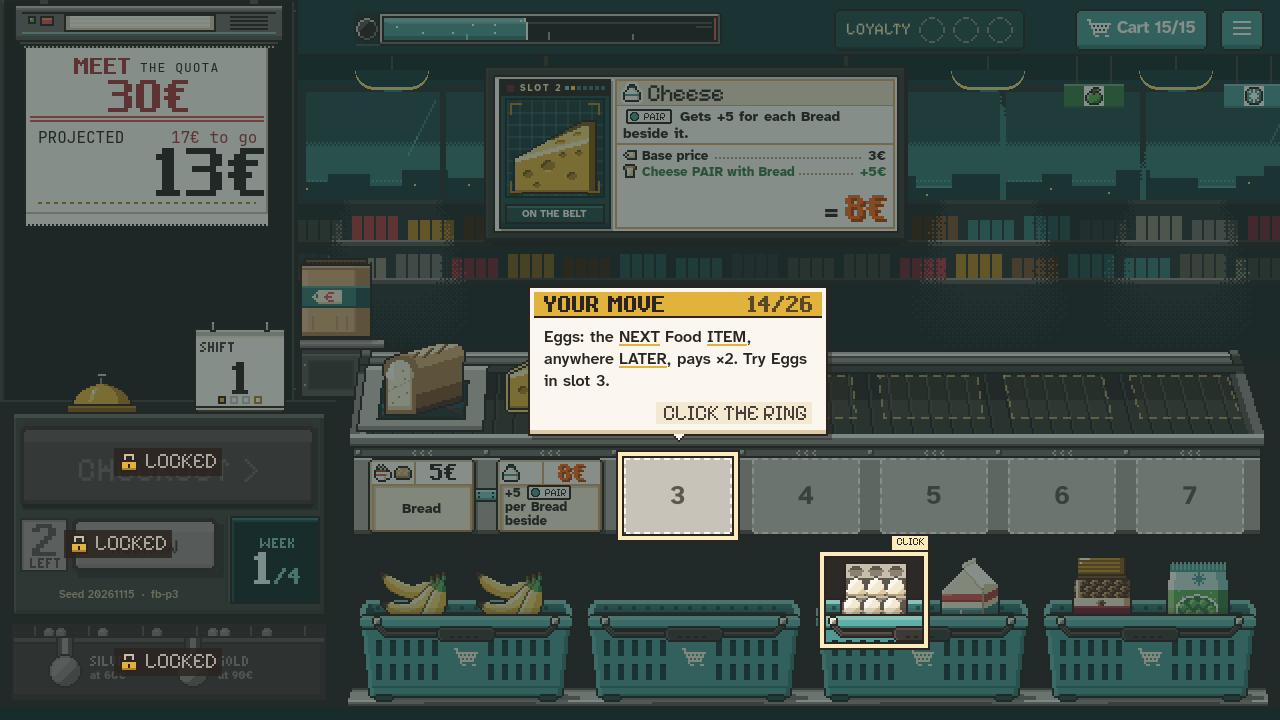 MEET THE QUOTA
30€
PROJECTED 17€ to go
13€
LOYALTY
Cart 15/15
SLOT 2
ON THE BELT
Cheese
PAIR Gets +5 for each Bread
beside it.
Base price 3€
Cheese PAIR with Bread +5€
= 8€
YOUR MOVE 14/26
Eggs: the NEXT Food ITEM,
anywhere LATER, pays ×2. Try Eggs
in slot 3.
CLICK THE RING
SHIFT
1
LOCKED
2
LEFT
LOCKED
WEEK
1/4
Seed 20261115 · fb-p3
LOCKED
at 90€
5€
Bread
8€
+5 PAIR
per Bread
beside
3
4
5
6
7
CLICK